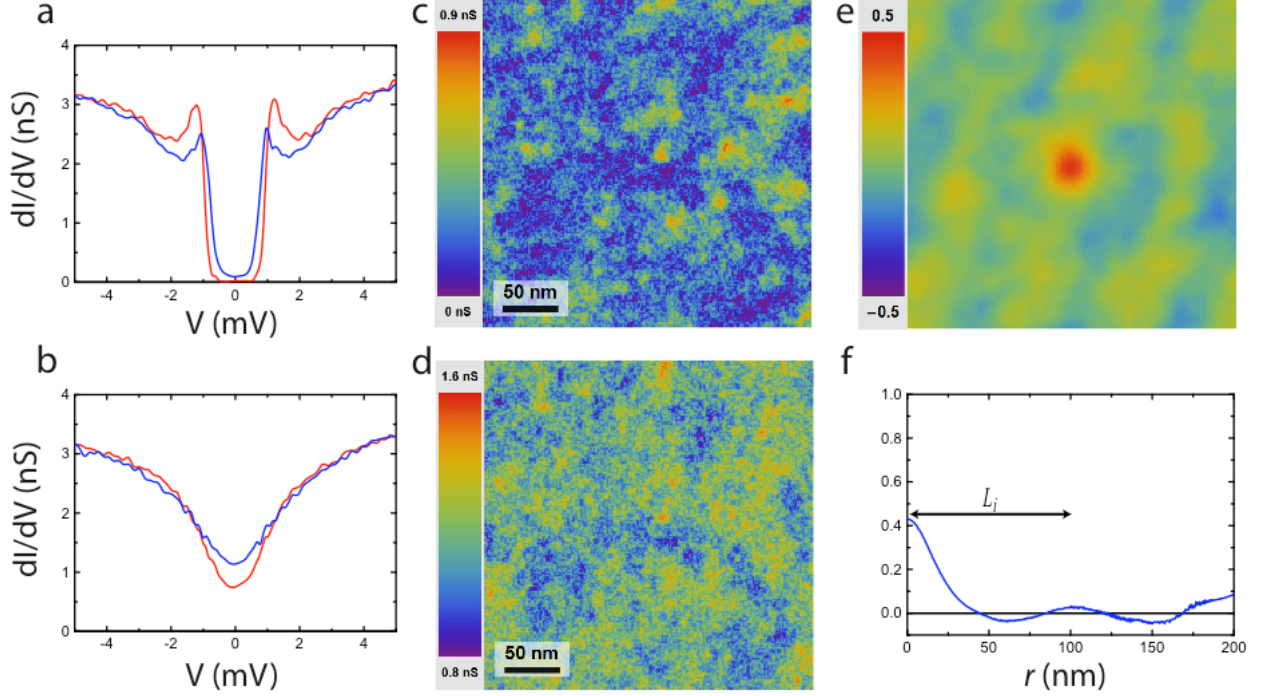 a
dI/dV (nS)
4
3
2
1
0
-4 -2 0 2 4
V (mV)
b
dI/dV (nS)
4
3
2
1
0
-4 -2 0 2 4
V (mV)
c
0.9 nS
0 nS
50 nm
d
1.6 nS
0.8 nS
50 nm
e
0.5
−0.5
f
1.0
0.8
0.6
0.4
0.2
0.0
L_i
0 50 100 150 200
r (nm)